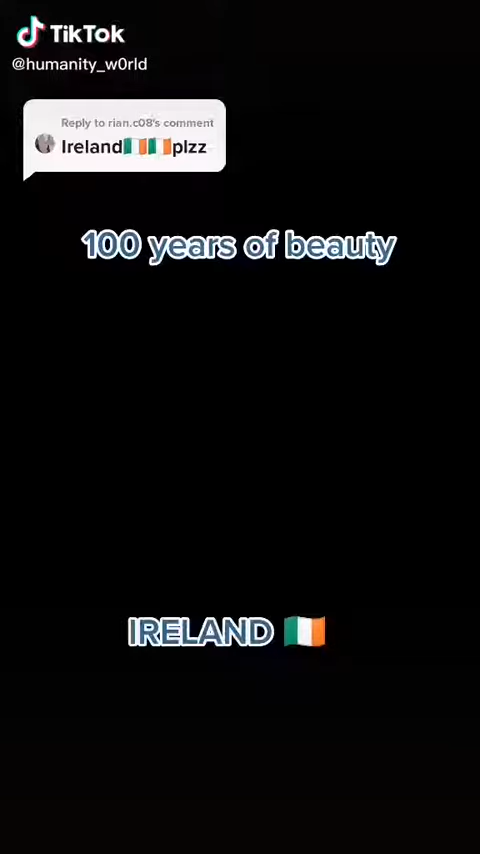 TikTok
@humanity_w0rld
Reply to rian.c08's comment
Ireland🇮🇪🇮🇪plzz
100 years of beauty
IRELAND 🇮🇪